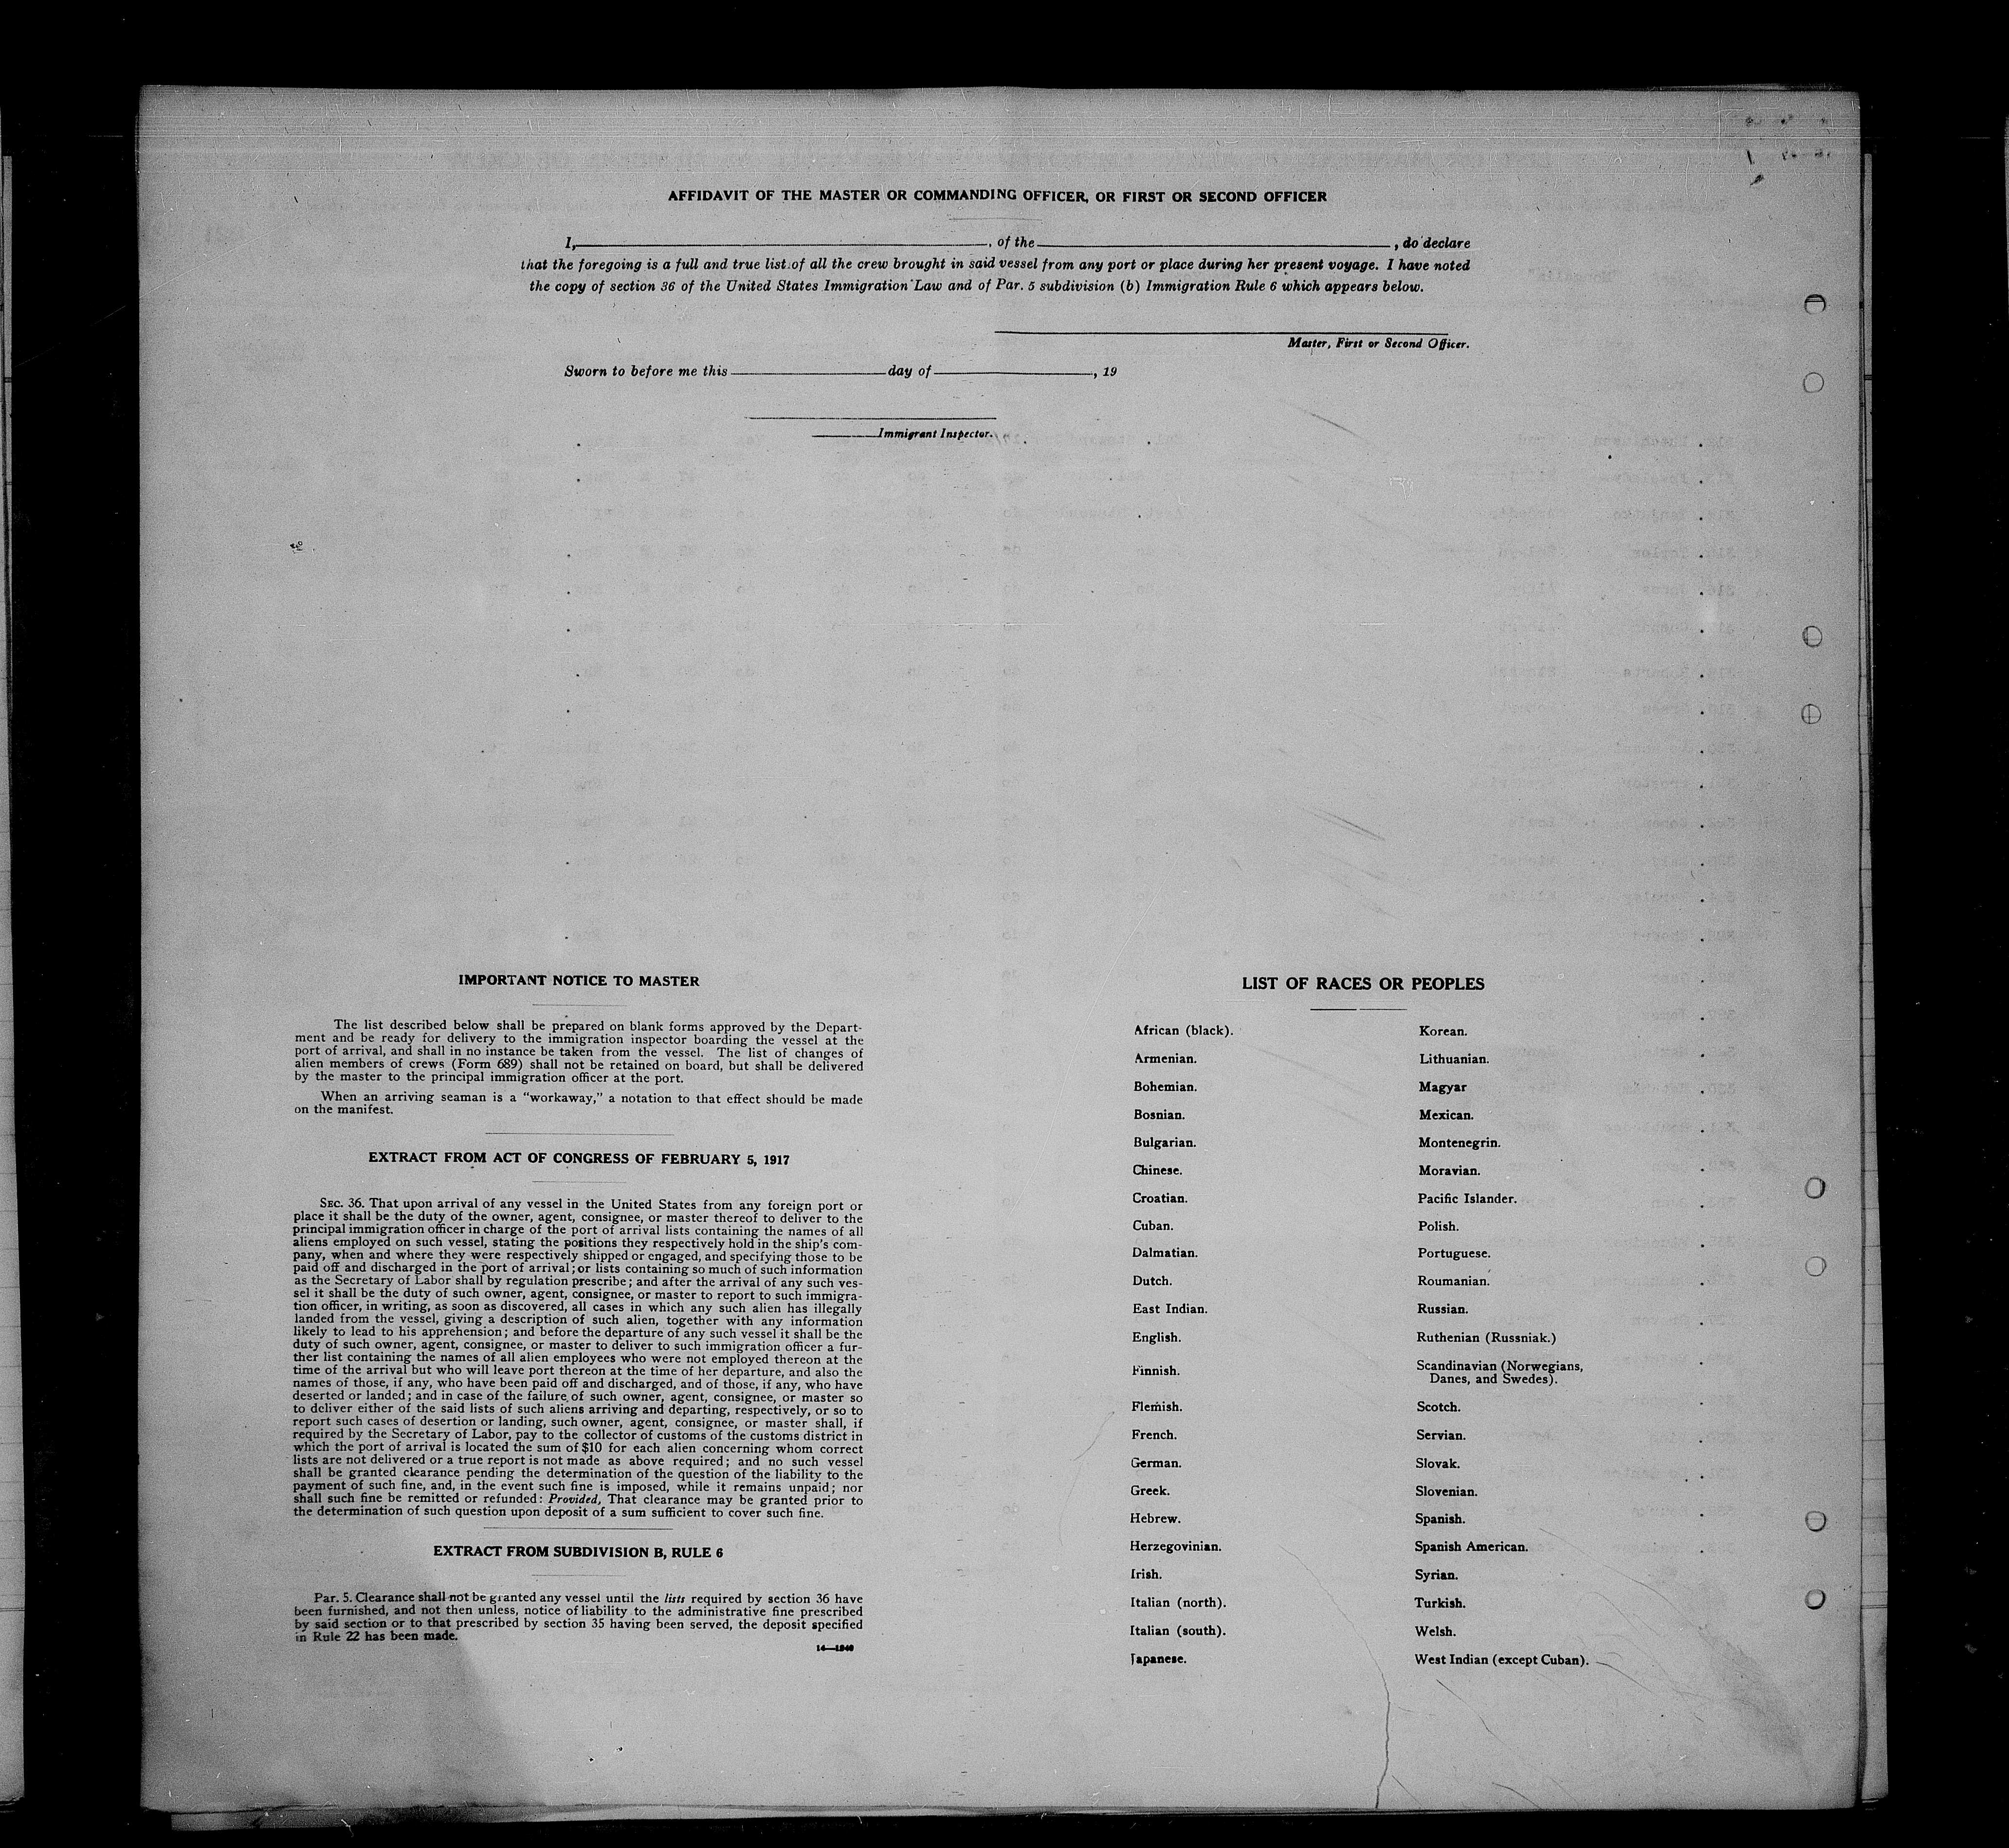 AFFIDAVIT OF THE MASTER OR COMMANDING OFFICER, OR FIRST OR SECOND OFFICER
I, , of the , do declare
that the foregoing is a full and true list of all the crew brought in said vessel from any port or place during her present voyage. I have noted
the copy of section 36 of the United States Immigration Law and of Par. 5 subdivision (b) Immigration Rule 6 which appears below.
Master, First or Second Officer.
Sworn to before me this day of , 19
Immigrant Inspector.
IMPORTANT NOTICE TO MASTER
The list described below shall be prepared on blank forms approved by the Depart-
ment and be ready for delivery to the immigration inspector boarding the vessel at the
port of arrival, and shall in no instance be taken from the vessel. The list of changes of
alien members of crews (Form 689) shall not be retained on board, but shall be delivered
by the master to the principal immigration officer at the port.
When an arriving seaman is a "workaway," a notation to that effect should be made
on the manifest.
EXTRACT FROM ACT OF CONGRESS OF FEBRUARY 5, 1917
SEC. 36. That upon arrival of any vessel in the United States from any foreign port or
place it shall be the duty of the owner, agent, consignee, or master thereof to deliver to the
principal immigration officer in charge of the port of arrival lists containing the names of all
aliens employed on such vessel, stating the positions they respectively hold in the ship's com-
pany, when and where they were respectively shipped or engaged, and specifying those to be
paid off and discharged in the port of arrival; or lists containing so much of such information
as the Secretary of Labor shall by regulation prescribe; and after the arrival of any such ves-
sel it shall be the duty of such owner, agent, consignee, or master to report to such immigra-
tion officer, in writing, as soon as discovered, all cases in which any such alien has illegally
landed from the vessel, giving a description of such alien, together with any information
likely to lead to his apprehension; and before the departure of any such vessel it shall be the
duty of such owner, agent, consignee, or master to deliver to such immigration officer a fur-
ther list containing the names of all alien employees who were not employed thereon at the
time of the arrival but who will leave port thereon at the time of her departure, and also the
names of those, if any, who have been paid off and discharged, and of those, if any, who have
deserted or landed; and in case of the failure of such owner, agent, consignee, or master so
to deliver either of the said lists of such aliens arriving and departing, respectively, or so to
report such cases of desertion or landing, such owner, agent, consignee, or master shall, if
required by the Secretary of Labor, pay to the collector of customs of the customs district in
which the port of arrival is located the sum of $10 for each alien concerning whom correct
lists are not delivered or a true report is not made as above required; and no such vessel
shall be granted clearance pending the determination of the question of the liability to the
payment of such fine, and, in the event such fine is imposed, while it remains unpaid; nor
shall such fine be remitted or refunded: Provided, That clearance may be granted prior to
the determination of such question upon deposit of a sum sufficient to cover such fine.
EXTRACT FROM SUBDIVISION B, RULE 6
Par. 5. Clearance shall not be granted any vessel until the lists required by section 36 have
been furnished, and not then unless, notice of liability to the administrative fine prescribed
by said section or to that prescribed by section 35 having been served, the deposit specified
in Rule 22 has been made.
14—1240
LIST OF RACES OR PEOPLES
African (black).
Armenian.
Bohemian.
Bosnian.
Bulgarian.
Chinese.
Croatian.
Cuban.
Dalmatian.
Dutch.
East Indian.
English.
Finnish.
Flemish.
French.
German.
Greek.
Hebrew.
Herzegovinian.
Irish.
Italian (north).
Italian (south).
Japanese.
Korean.
Lithuanian.
Magyar
Mexican.
Montenegrin.
Moravian.
Pacific Islander.
Polish.
Portuguese.
Roumanian.
Russian.
Ruthenian (Russniak.)
Scandinavian (Norwegians,
Danes, and Swedes).
Scotch.
Servian.
Slovak.
Slovenian.
Spanish.
Spanish American.
Syrian.
Turkish.
Welsh.
West Indian (except Cuban).